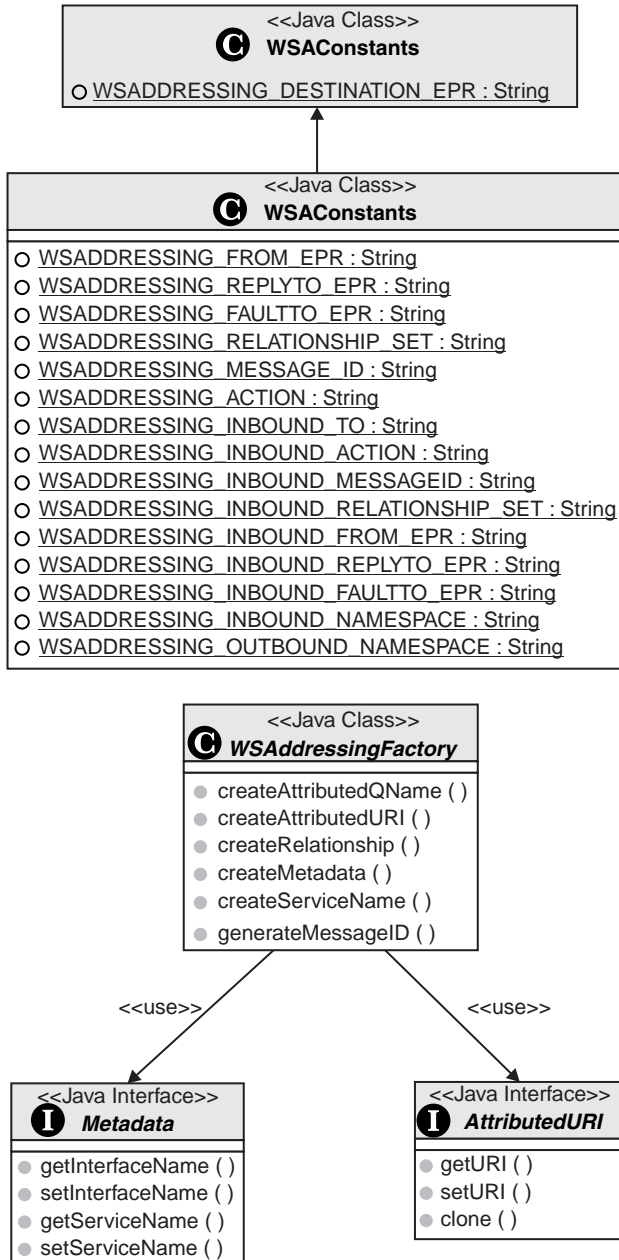 <<Java Class>>
C WSAConstants
WSADDRESSING_DESTINATION_EPR : String
<<Java Class>>
C WSAConstants
WSADDRESSING_FROM_EPR : String
WSADDRESSING_REPLYTO_EPR : String
WSADDRESSING_FAULTTO_EPR : String
WSADDRESSING_RELATIONSHIP_SET : String
WSADDRESSING_MESSAGE_ID : String
WSADDRESSING_ACTION : String
WSADDRESSING_INBOUND_TO : String
WSADDRESSING_INBOUND_ACTION : String
WSADDRESSING_INBOUND_MESSAGEID : String
WSADDRESSING_INBOUND_RELATIONSHIP_SET : String
WSADDRESSING_INBOUND_FROM_EPR : String
WSADDRESSING_INBOUND_REPLYTO_EPR : String
WSADDRESSING_INBOUND_FAULTTO_EPR : String
WSADDRESSING_INBOUND_NAMESPACE : String
WSADDRESSING_OUTBOUND_NAMESPACE : String
<<Java Class>>
C WSAddressingFactory
createAttributedQName ( )
createAttributedURI ( )
createRelationship ( )
createMetadata ( )
createServiceName ( )
generateMessageID ( )
<<use>>
<<use>>
<<Java Interface>>
I Metadata
getInterfaceName ( )
setInterfaceName ( )
getServiceName ( )
setServiceName ( )
<<Java Interface>>
I AttributedURI
getURI ( )
setURI ( )
clone ( )